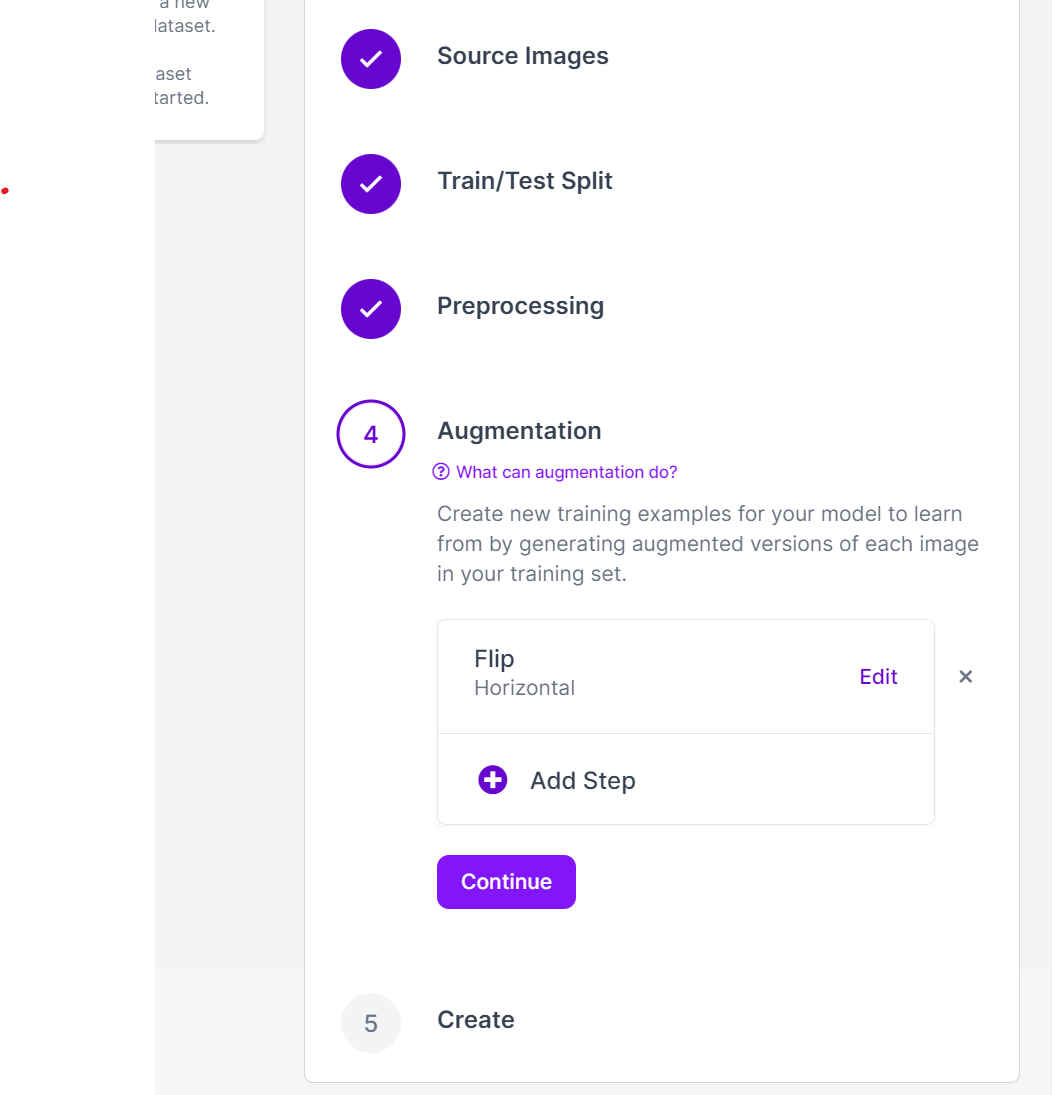 a new
dataset.
aset
tarted.
Source Images
Train/Test Split
Preprocessing
4
Augmentation
What can augmentation do?
Create new training examples for your model to learn
from by generating augmented versions of each image
in your training set.
Flip
Horizontal
Edit
Add Step
Continue
5
Create